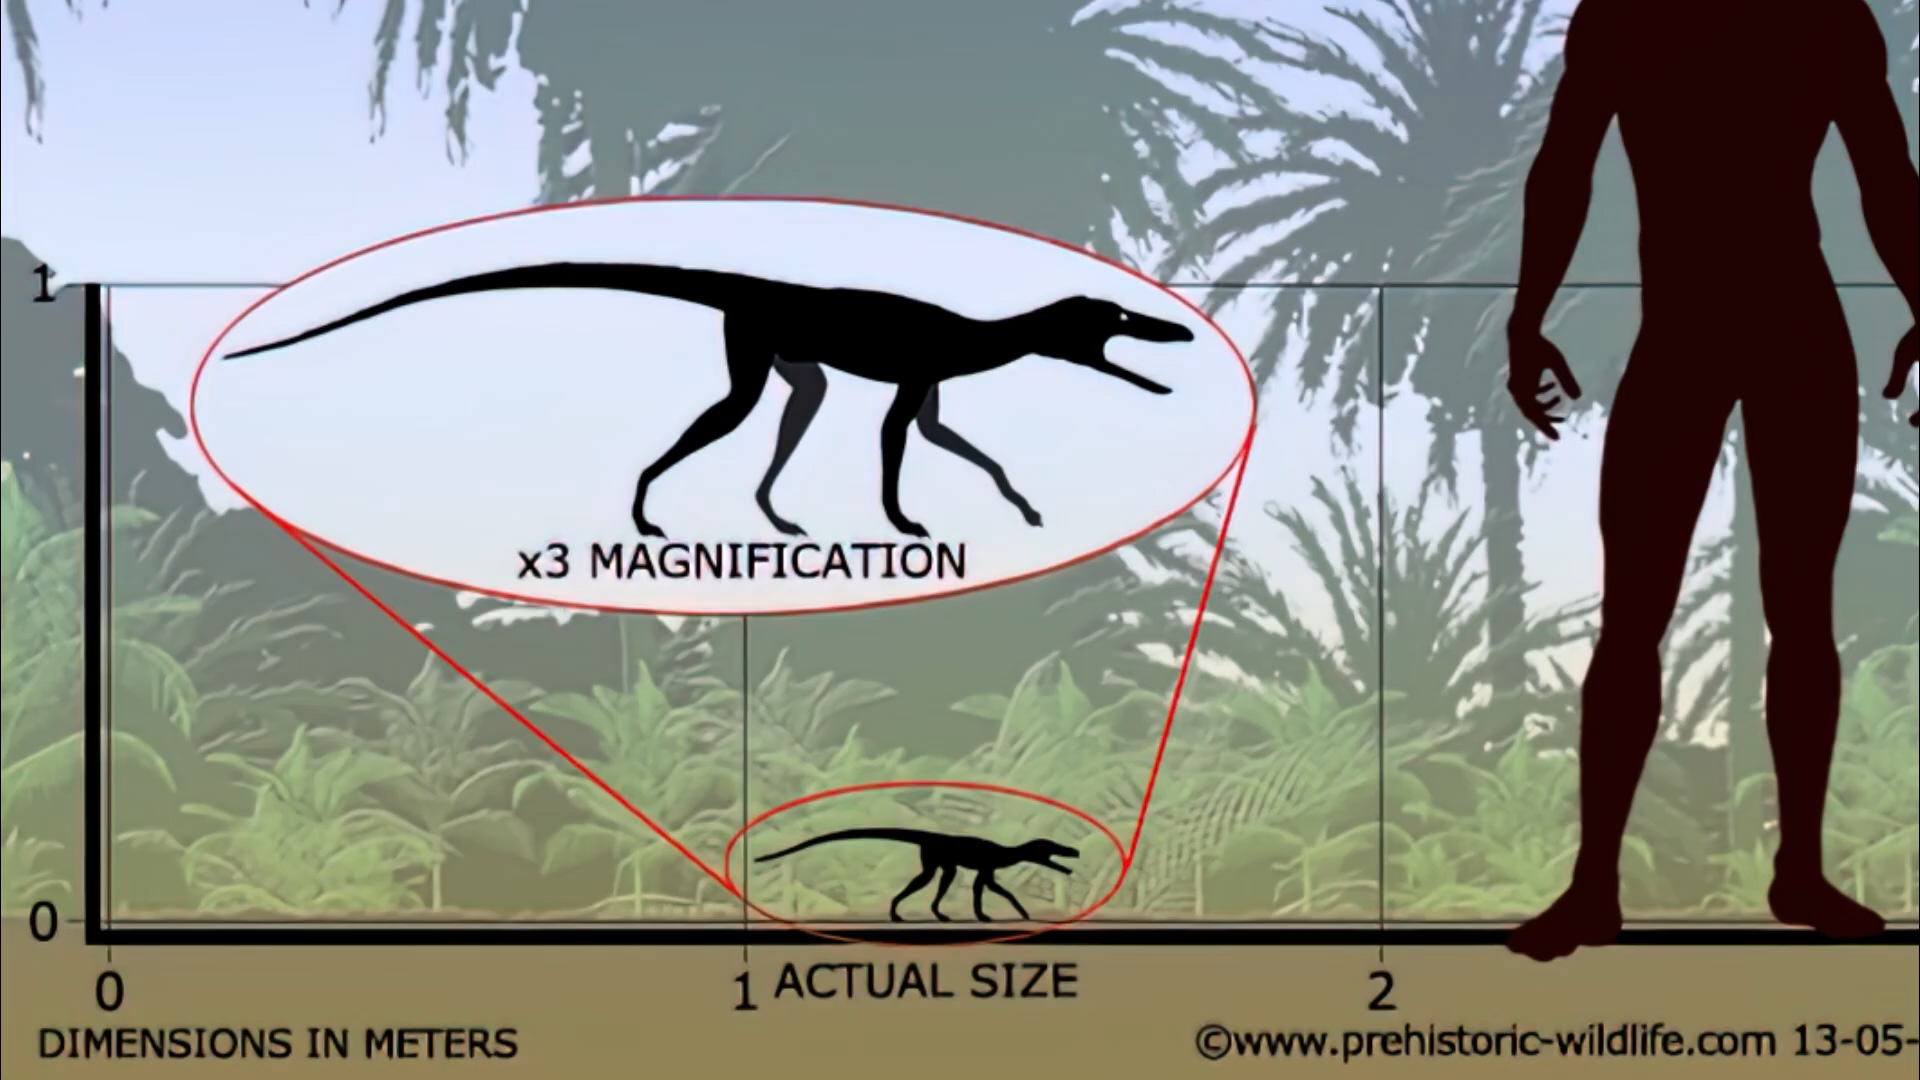 1
x3 MAGNIFICATION
0
0
1
ACTUAL SIZE
2
DIMENSIONS IN METERS
©www.prehistoric-wildlife.com 13-05-